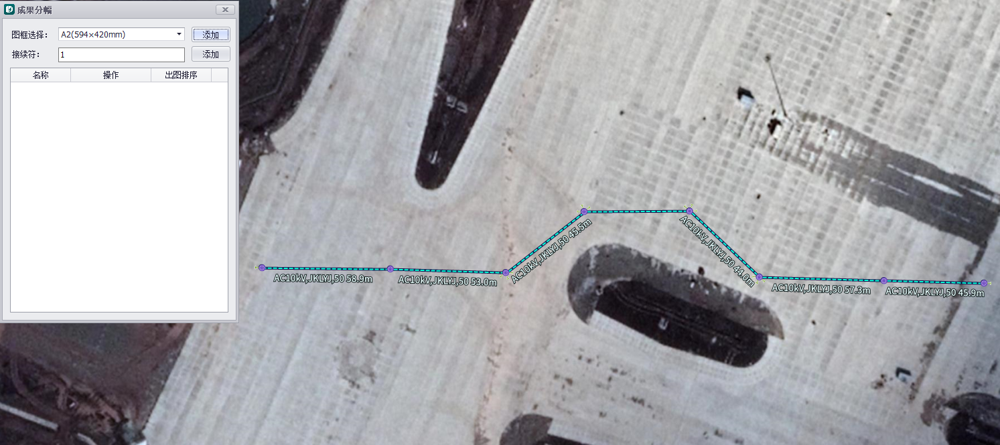 成果分幅
图框选择： A2(594×420mm) 添加
接续符： 1 添加
名称 操作 出图排序
AC10kV,JKLYJ,50 58.9m
AC10kV,JKLYJ,50 53.0m
AC10kV,JKLYJ,50 45.5m
AC10kV,JKLYJ,50 44.0m
AC10kV,JKLYJ,50 57.3m
AC10kV,JKLYJ,50 45.9m